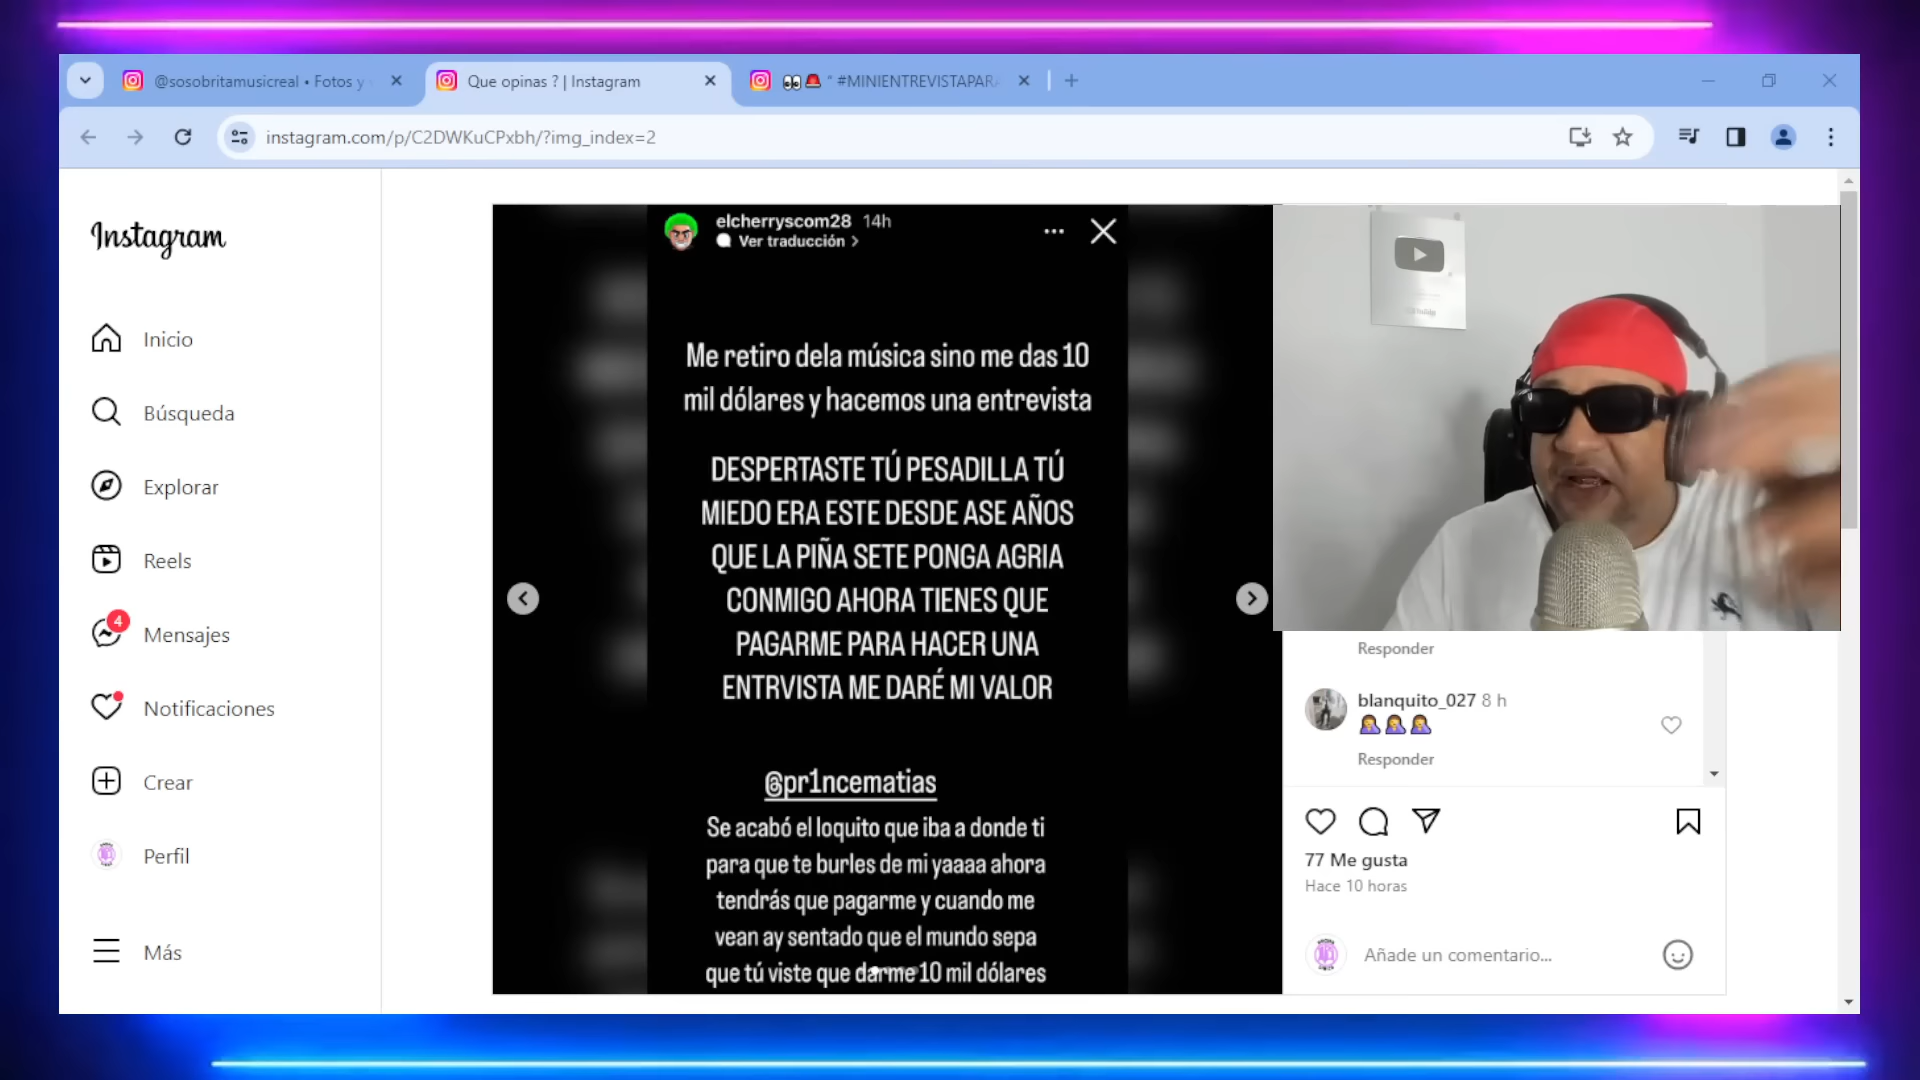 @sosobritamusicreal • Fotos y
Que opinas ? | Instagram
" #MINIENTREVISTAPARA
instagram.com/p/C2DWKuCPxbh/?img_index=2
Instagram
Inicio
Búsqueda
Explorar
Reels
4
Mensajes
Notificaciones
Crear
Perfil
Más
elcherryscom28 14h
Ver traducción >
Me retiro dela música sino me das 10
mil dólares y hacemos una entrevista
DESPERTASTE TÚ PESADILLA TÚ
MIEDO ERA ESTE DESDE ASE AÑOS
QUE LA PIÑA SETE PONGA AGRIA
CONMIGO AHORA TIENES QUE
PAGARME PARA HACER UNA
ENTRVISTA ME DARÉ MI VALOR
@pr1ncematias
Se acabó el loquito que iba a donde ti
para que te burles de mi yaaaa ahora
tendrás que pagarme y cuando me
vean ay sentado que el mundo sepa
que tú viste que darme 10 mil dólares
Responder
blanquito_027 8 h
Responder
77 Me gusta
Hace 10 horas
Añade un comentario...